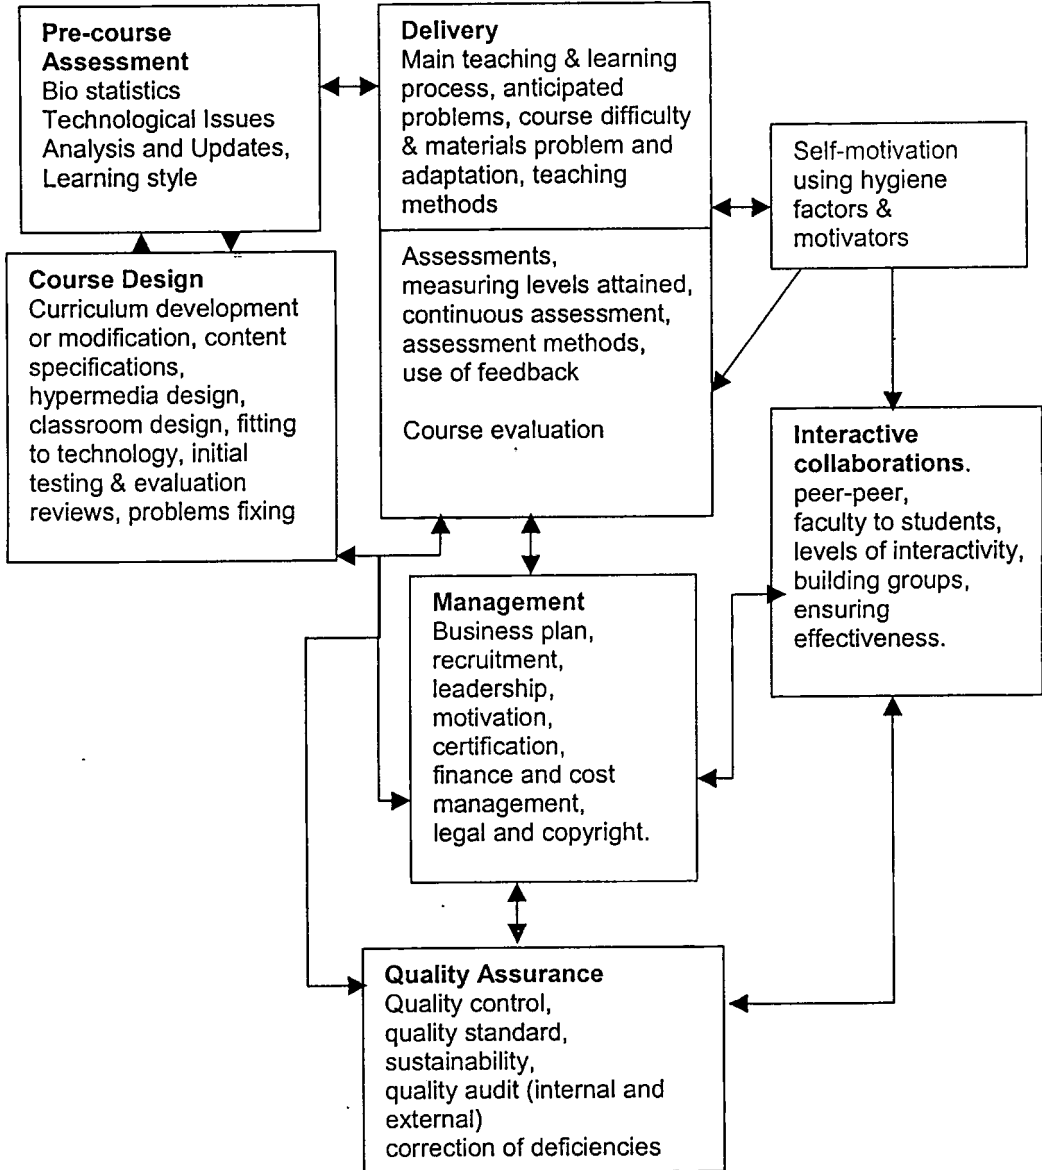 Pre-course
Assessment
Bio statistics
Technological Issues
Analysis and Updates,
Learning style
Delivery
Main teaching & learning
process, anticipated
problems, course difficulty
& materials problem and
adaptation, teaching
methods
Self-motivation
using hygiene
factors &
motivators
Course Design
Curriculum development
or modification, content
specifications,
hypermedia design,
classroom design, fitting
to technology, initial
testing & evaluation
reviews, problems fixing
Assessments,
measuring levels attained,
continuous assessment,
assessment methods,
use of feedback
Course evaluation
Interactive
collaborations.
peer-peer,
faculty to students,
levels of interactivity,
building groups,
ensuring
effectiveness.
Management
Business plan,
recruitment,
leadership,
motivation,
certification,
finance and cost
management,
legal and copyright.
Quality Assurance
Quality control,
quality standard,
sustainability,
quality audit (internal and
external)
correction of deficiencies